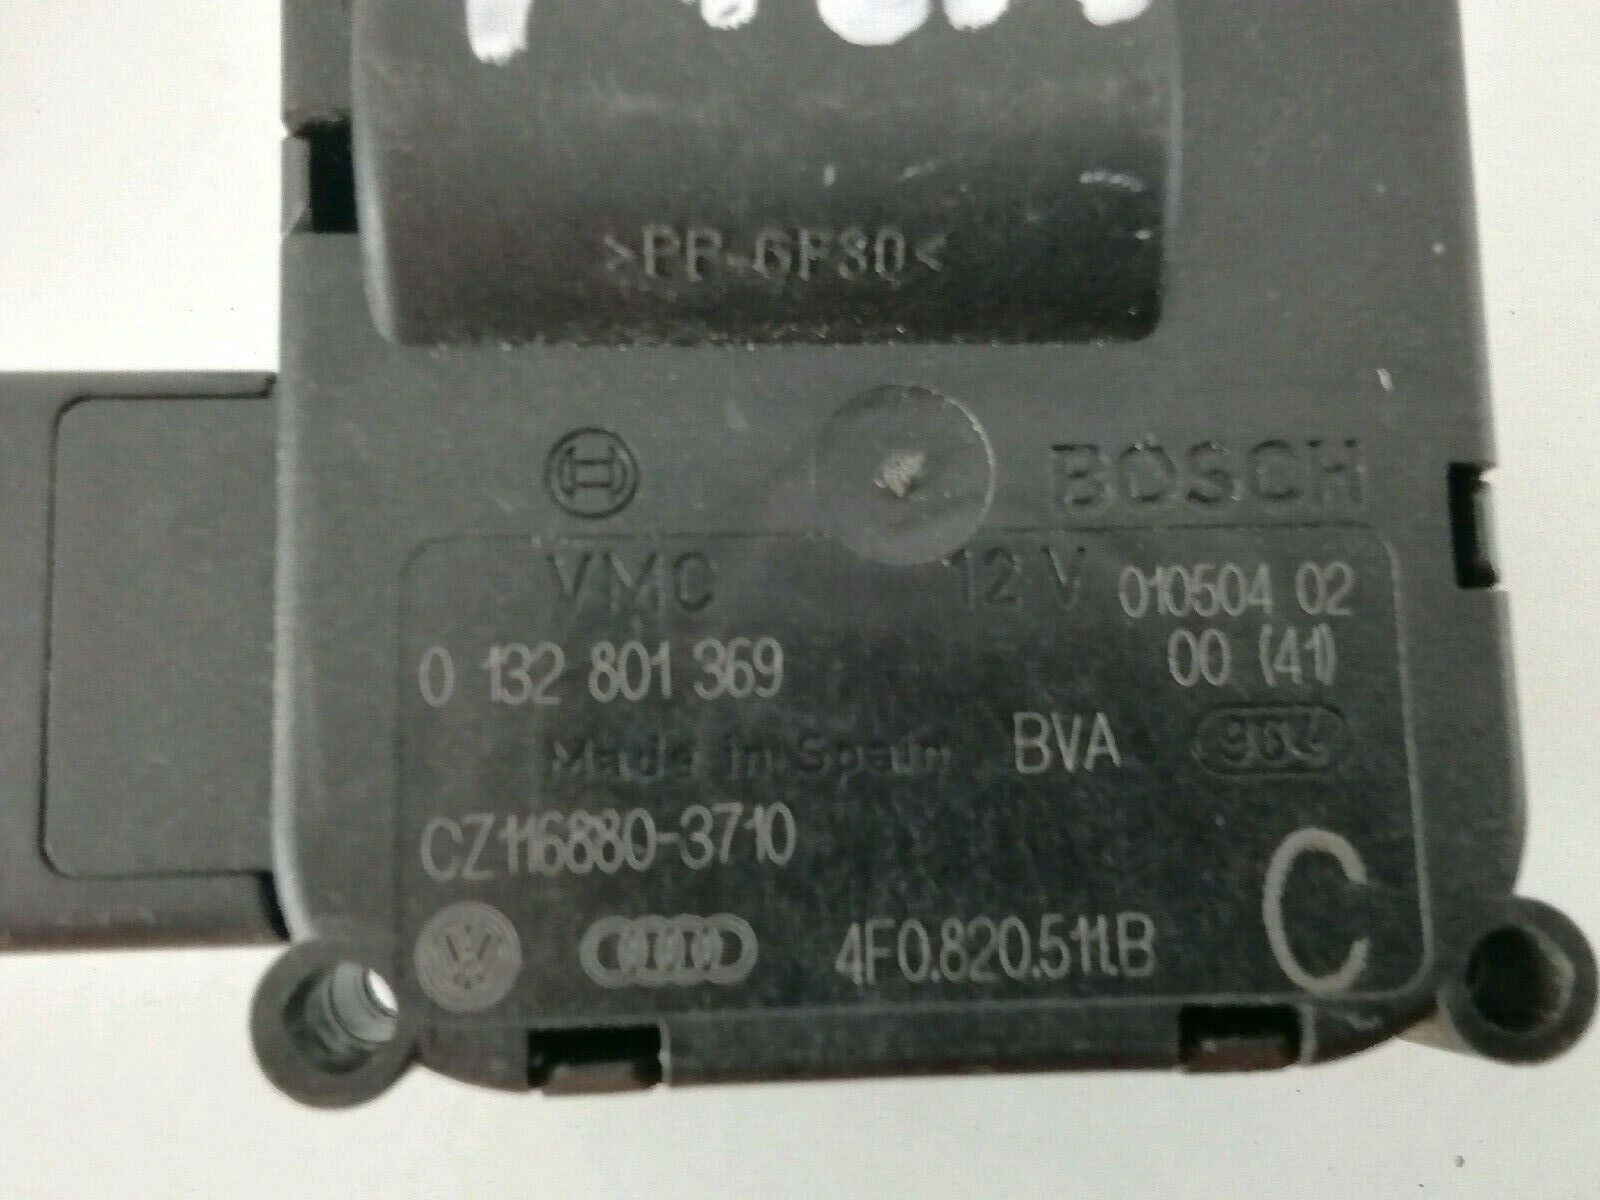 >PP-GF30<
BOSCH
VMC 12 V 010504 02
0 132 801 369 00 (41)
Made in Spain BVA
CZ116880-3710 C
4F0.820.511.B